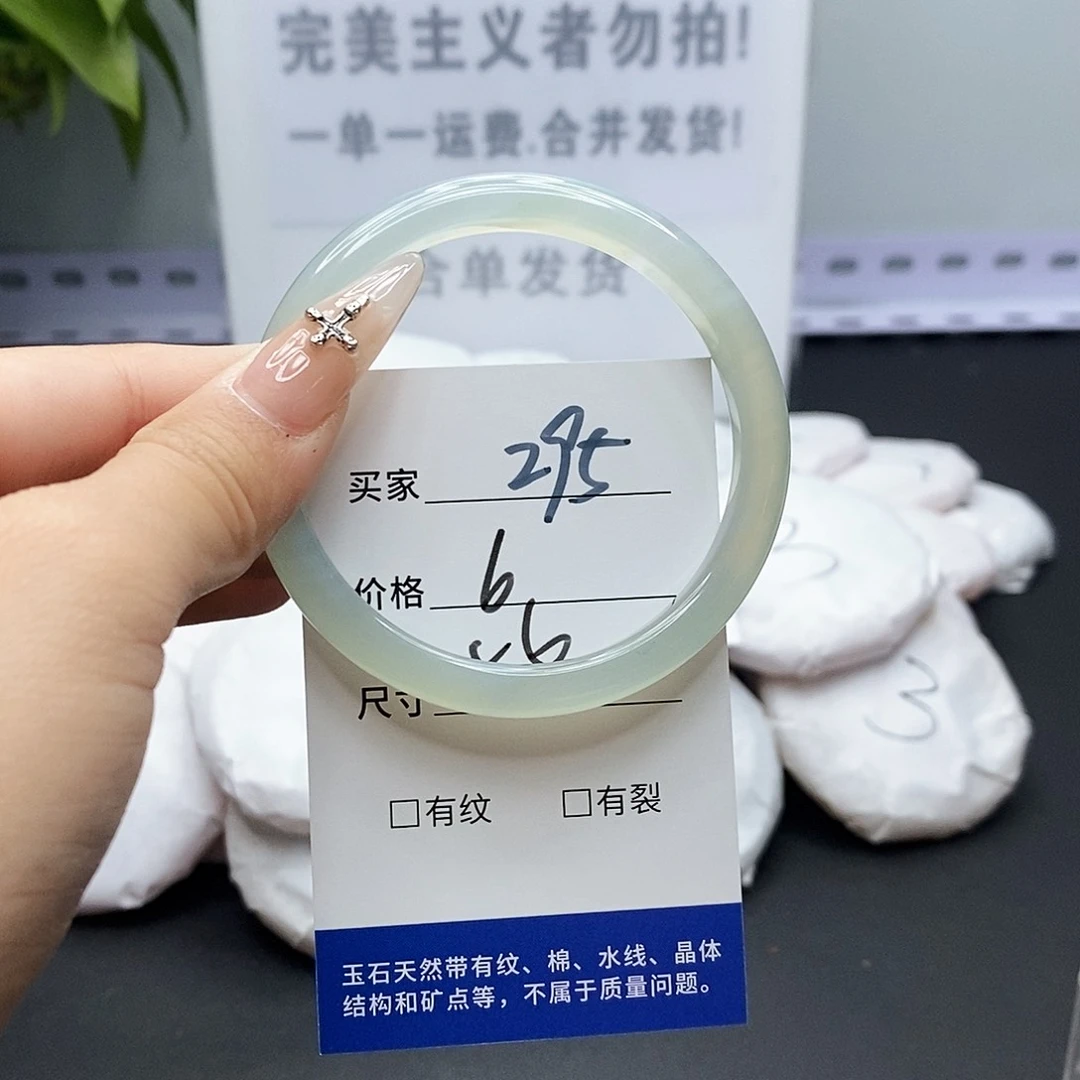 完美主义者勿拍!
一单一运费.合并发货!
合单发货
买家 295
价格 6
尺寸
□有纹 □有裂
玉石天然带有纹、棉、水线、晶体
结构和矿点等，不属于质量问题。
3